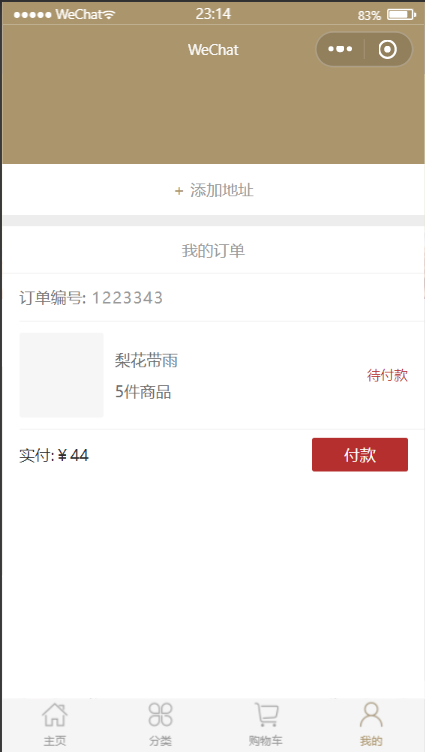 ●●●●● WeChat 23:14 83%
WeChat
+ 添加地址
我的订单
订单编号: 1223343
梨花带雨
5件商品
待付款
实付: ¥ 44
付款
主页 分类 购物车 我的